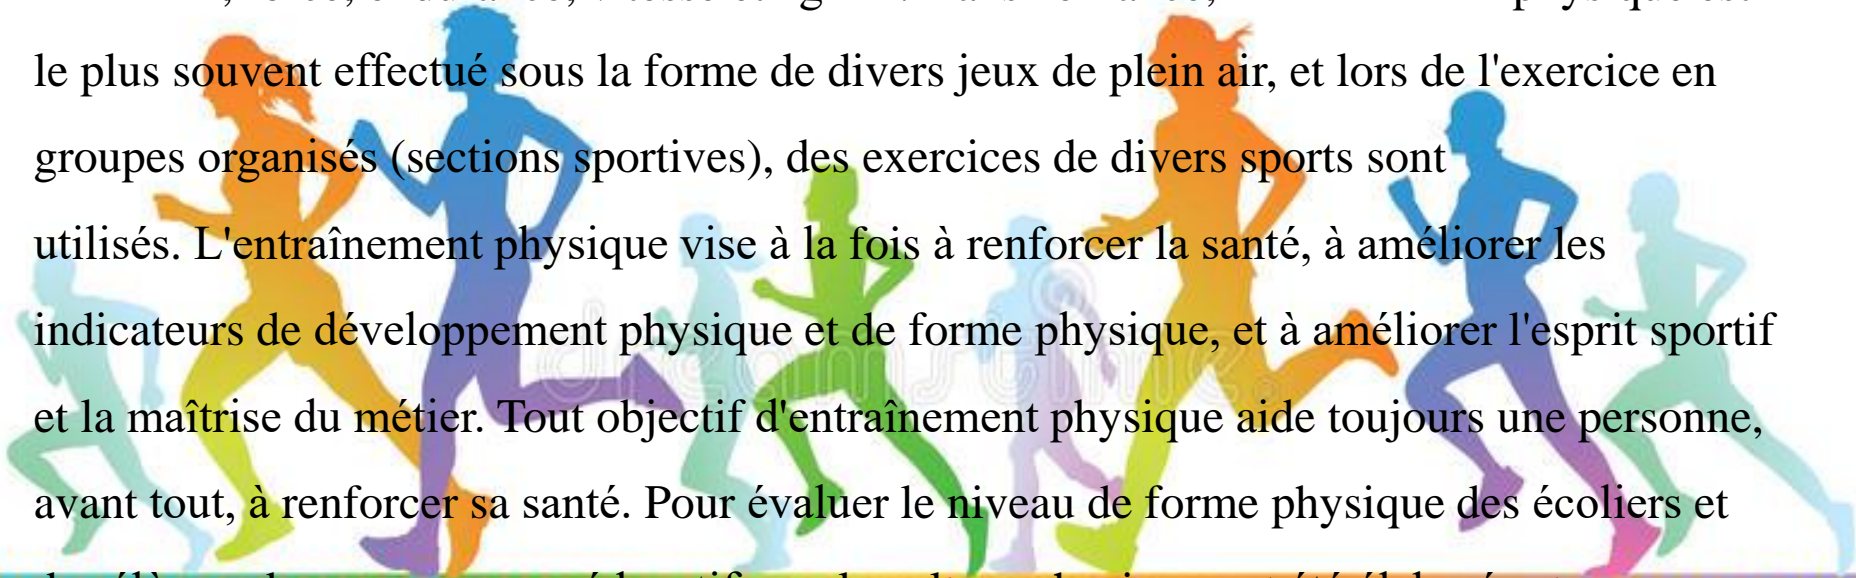 le plus souvent effectué sous la forme de divers jeux de plein air, et lors de l'exercice en
groupes organisés (sections sportives), des exercices de divers sports sont
utilisés. L'entraînement physique vise à la fois à renforcer la santé, à améliorer les
indicateurs de développement physique et de forme physique, et à améliorer l'esprit sportif
dreamstime.
et la maîtrise du métier. Tout objectif d'entraînement physique aide toujours une personne,
avant tout, à renforcer sa santé. Pour évaluer le niveau de forme physique des écoliers et